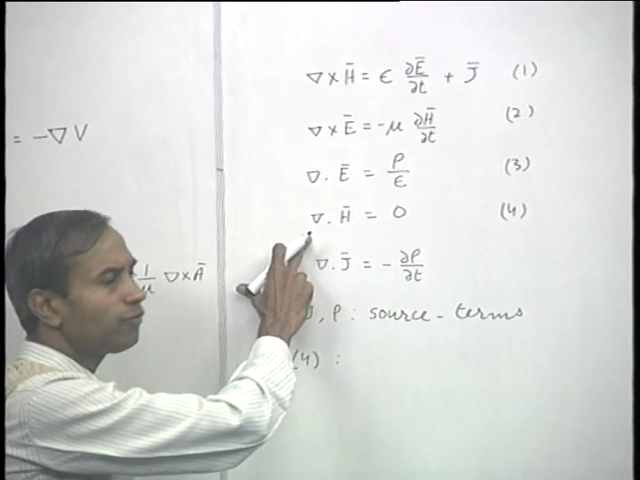 = -∇V
1/μ ∇×Ā
∇×H̄ = ϵ ∂Ē/∂t + J̄ (1)
∇×Ē = -μ ∂H̄/∂t (2)
∇. Ē = ρ/ϵ (3)
∇. H̄ = 0 (4)
∇. J̄ = - ∂ρ/∂t
, ρ : source-terms
(4) :